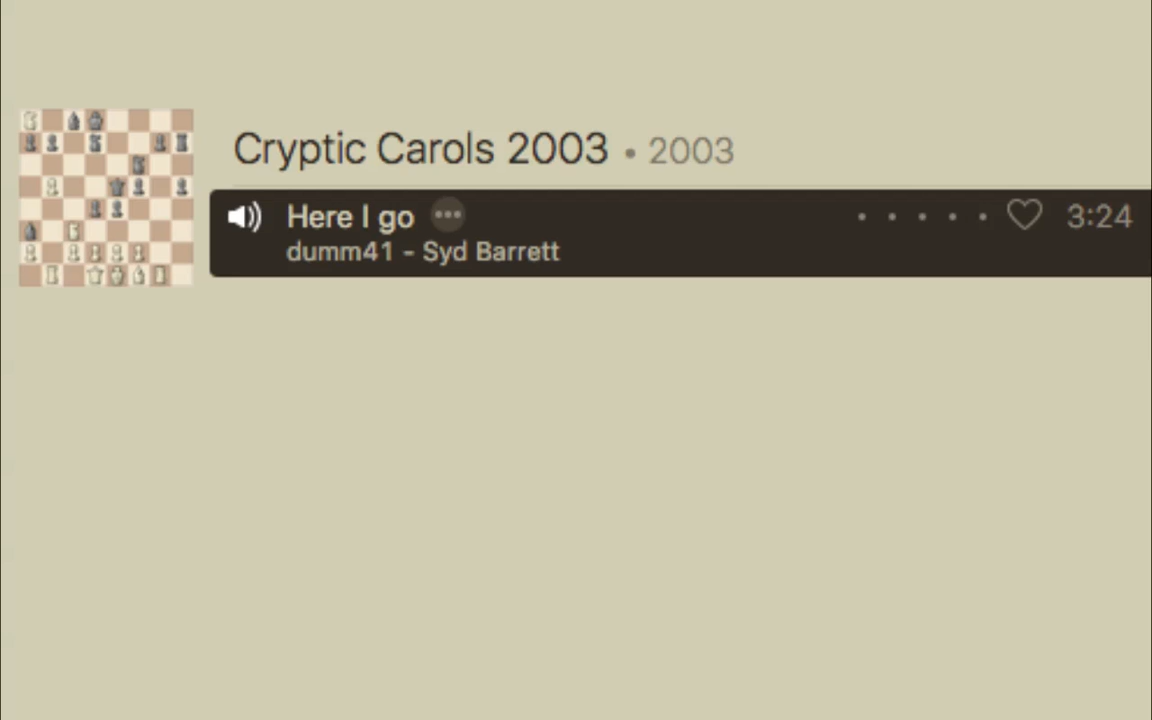 Cryptic Carols 2003 • 2003
Here I go
3:24
dumm41 - Syd Barrett